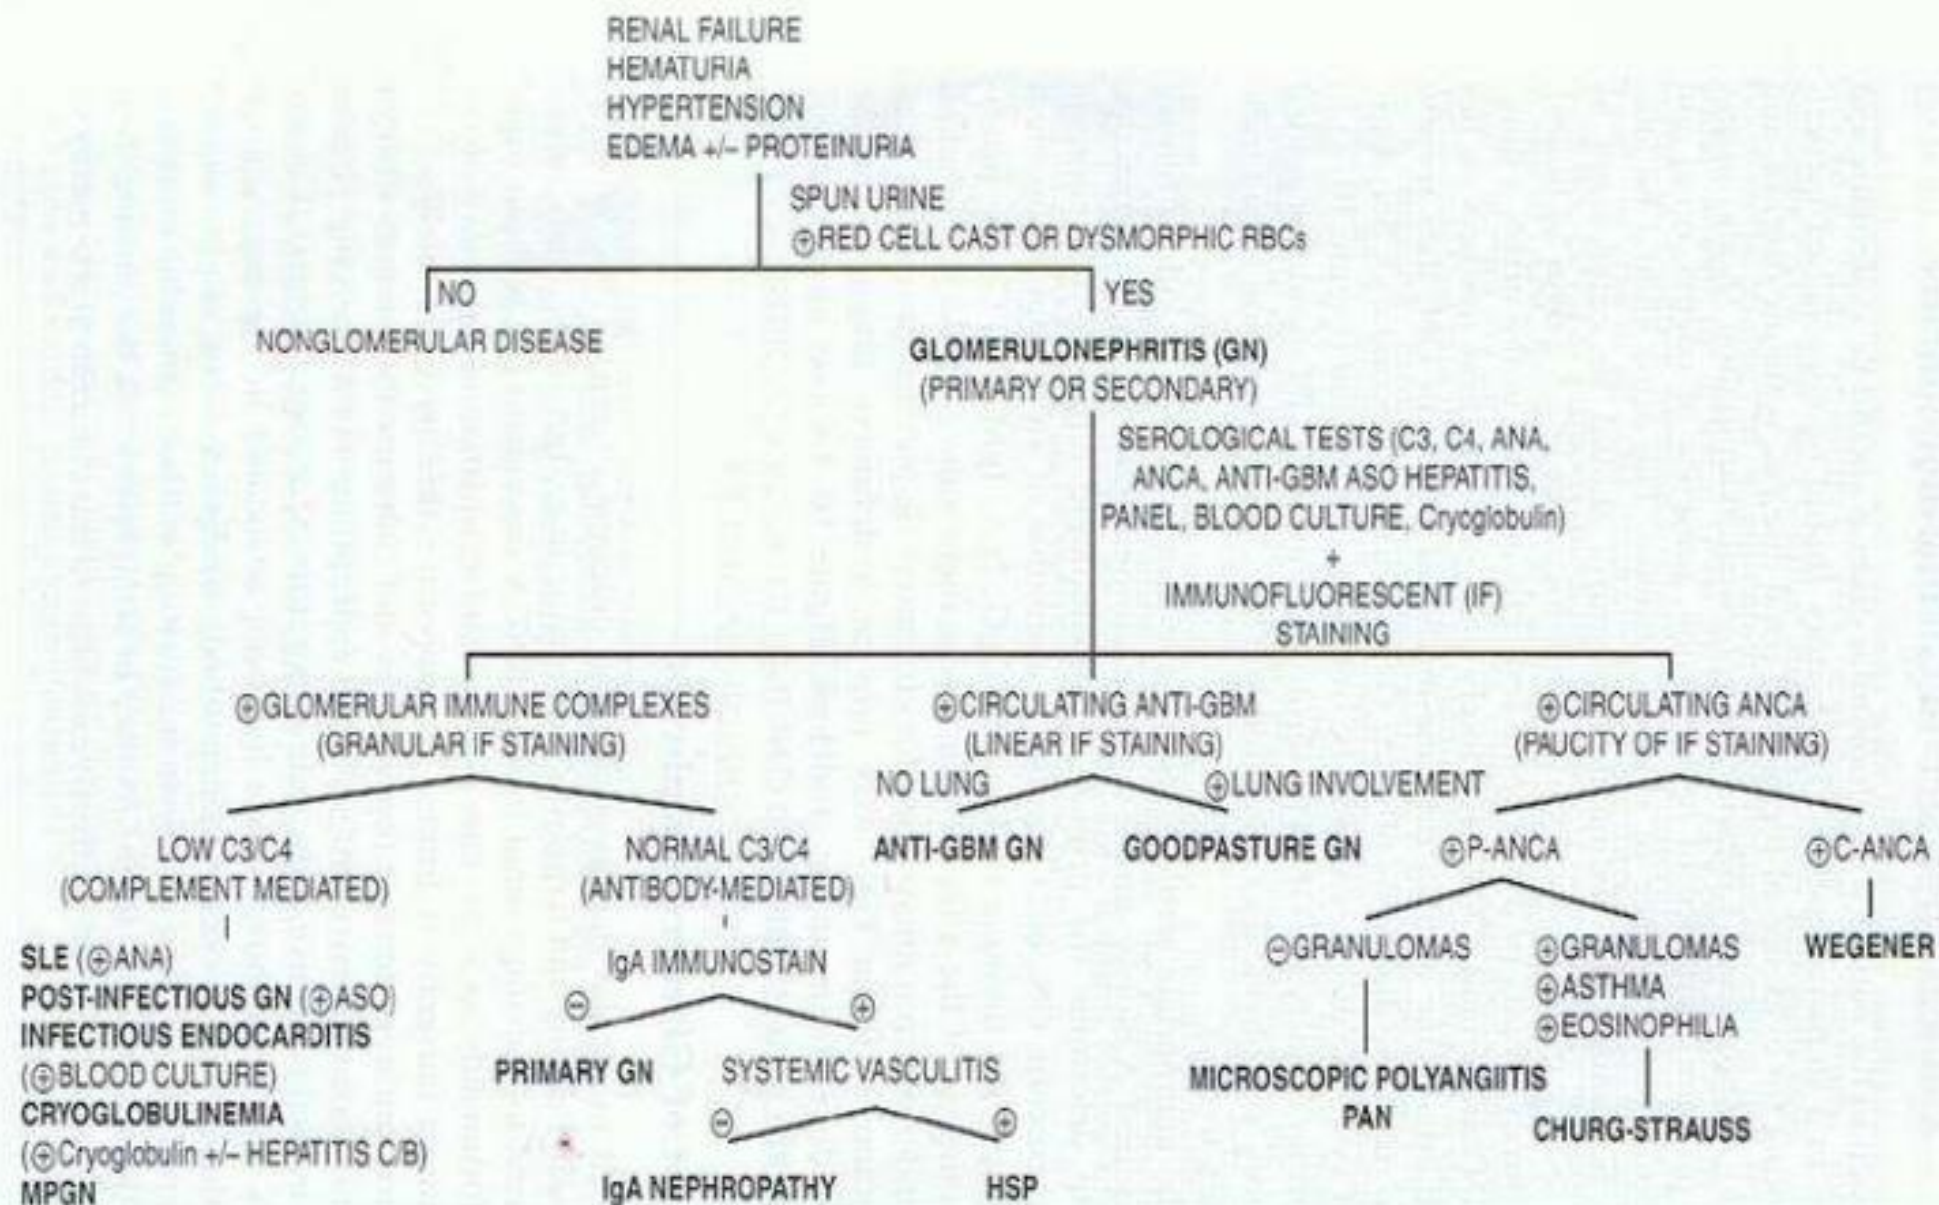 RENAL FAILURE
HEMATURIA
HYPERTENSION
EDEMA +/– PROTEINURIA
SPUN URINE
⊕RED CELL CAST OR DYSMORPHIC RBCs
NO
YES
NONGLOMERULAR DISEASE
GLOMERULONEPHRITIS (GN)
(PRIMARY OR SECONDARY)
SEROLOGICAL TESTS (C3, C4, ANA,
ANCA, ANTI-GBM ASO HEPATITIS,
PANEL, BLOOD CULTURE, Cryoglobulin)
+
IMMUNOFLUORESCENT (IF)
STAINING
⊕GLOMERULAR IMMUNE COMPLEXES
(GRANULAR IF STAINING)
⊕CIRCULATING ANTI-GBM
(LINEAR IF STAINING)
⊕CIRCULATING ANCA
(PAUCITY OF IF STAINING)
NO LUNG
⊕LUNG INVOLVEMENT
LOW C3/C4
(COMPLEMENT MEDIATED)
NORMAL C3/C4
(ANTIBODY-MEDIATED)
ANTI-GBM GN
GOODPASTURE GN
⊕P-ANCA
⊕C-ANCA
SLE (⊕ANA)
POST-INFECTIOUS GN (⊕ASO)
INFECTIOUS ENDOCARDITIS
(⊕BLOOD CULTURE)
CRYOGLOBULINEMIA
(⊕Cryoglobulin +/– HEPATITIS C/B)
MPGN
IgA IMMUNOSTAIN
⊖
⊕
PRIMARY GN
SYSTEMIC VASCULITIS
⊖
⊕
IgA NEPHROPATHY
HSP
⊖GRANULOMAS
MICROSCOPIC POLYANGIITIS
PAN
⊕GRANULOMAS
⊕ASTHMA
⊕EOSINOPHILIA
CHURG-STRAUSS
WEGENER